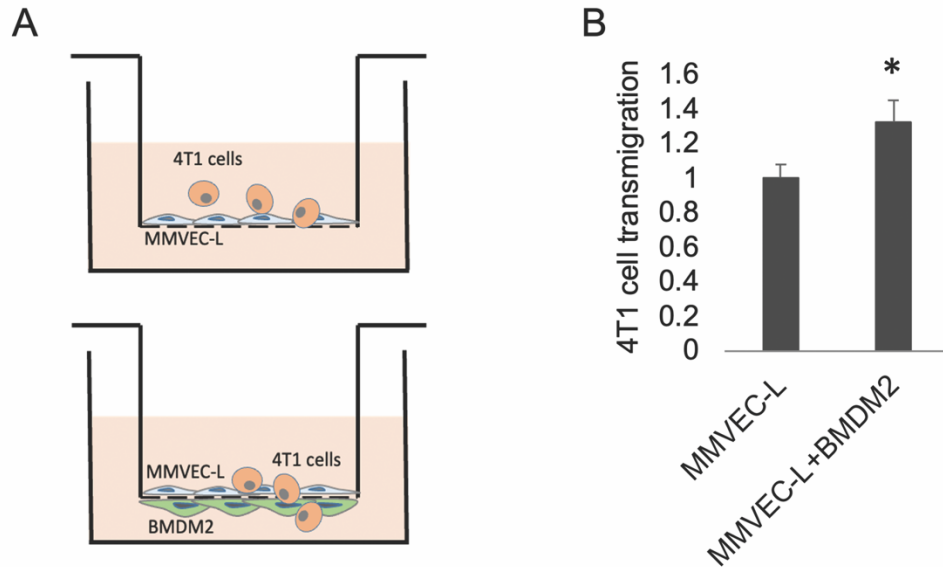 A
4T1 cells
MMVEC-L
MMVEC-L
4T1 cells
BMDM2
B
4T1 cell transmigration
1.6
1.4
1.2
1
0.8
0.6
0.4
0.2
0
*
MMVEC-L
MMVEC-L+BMDM2